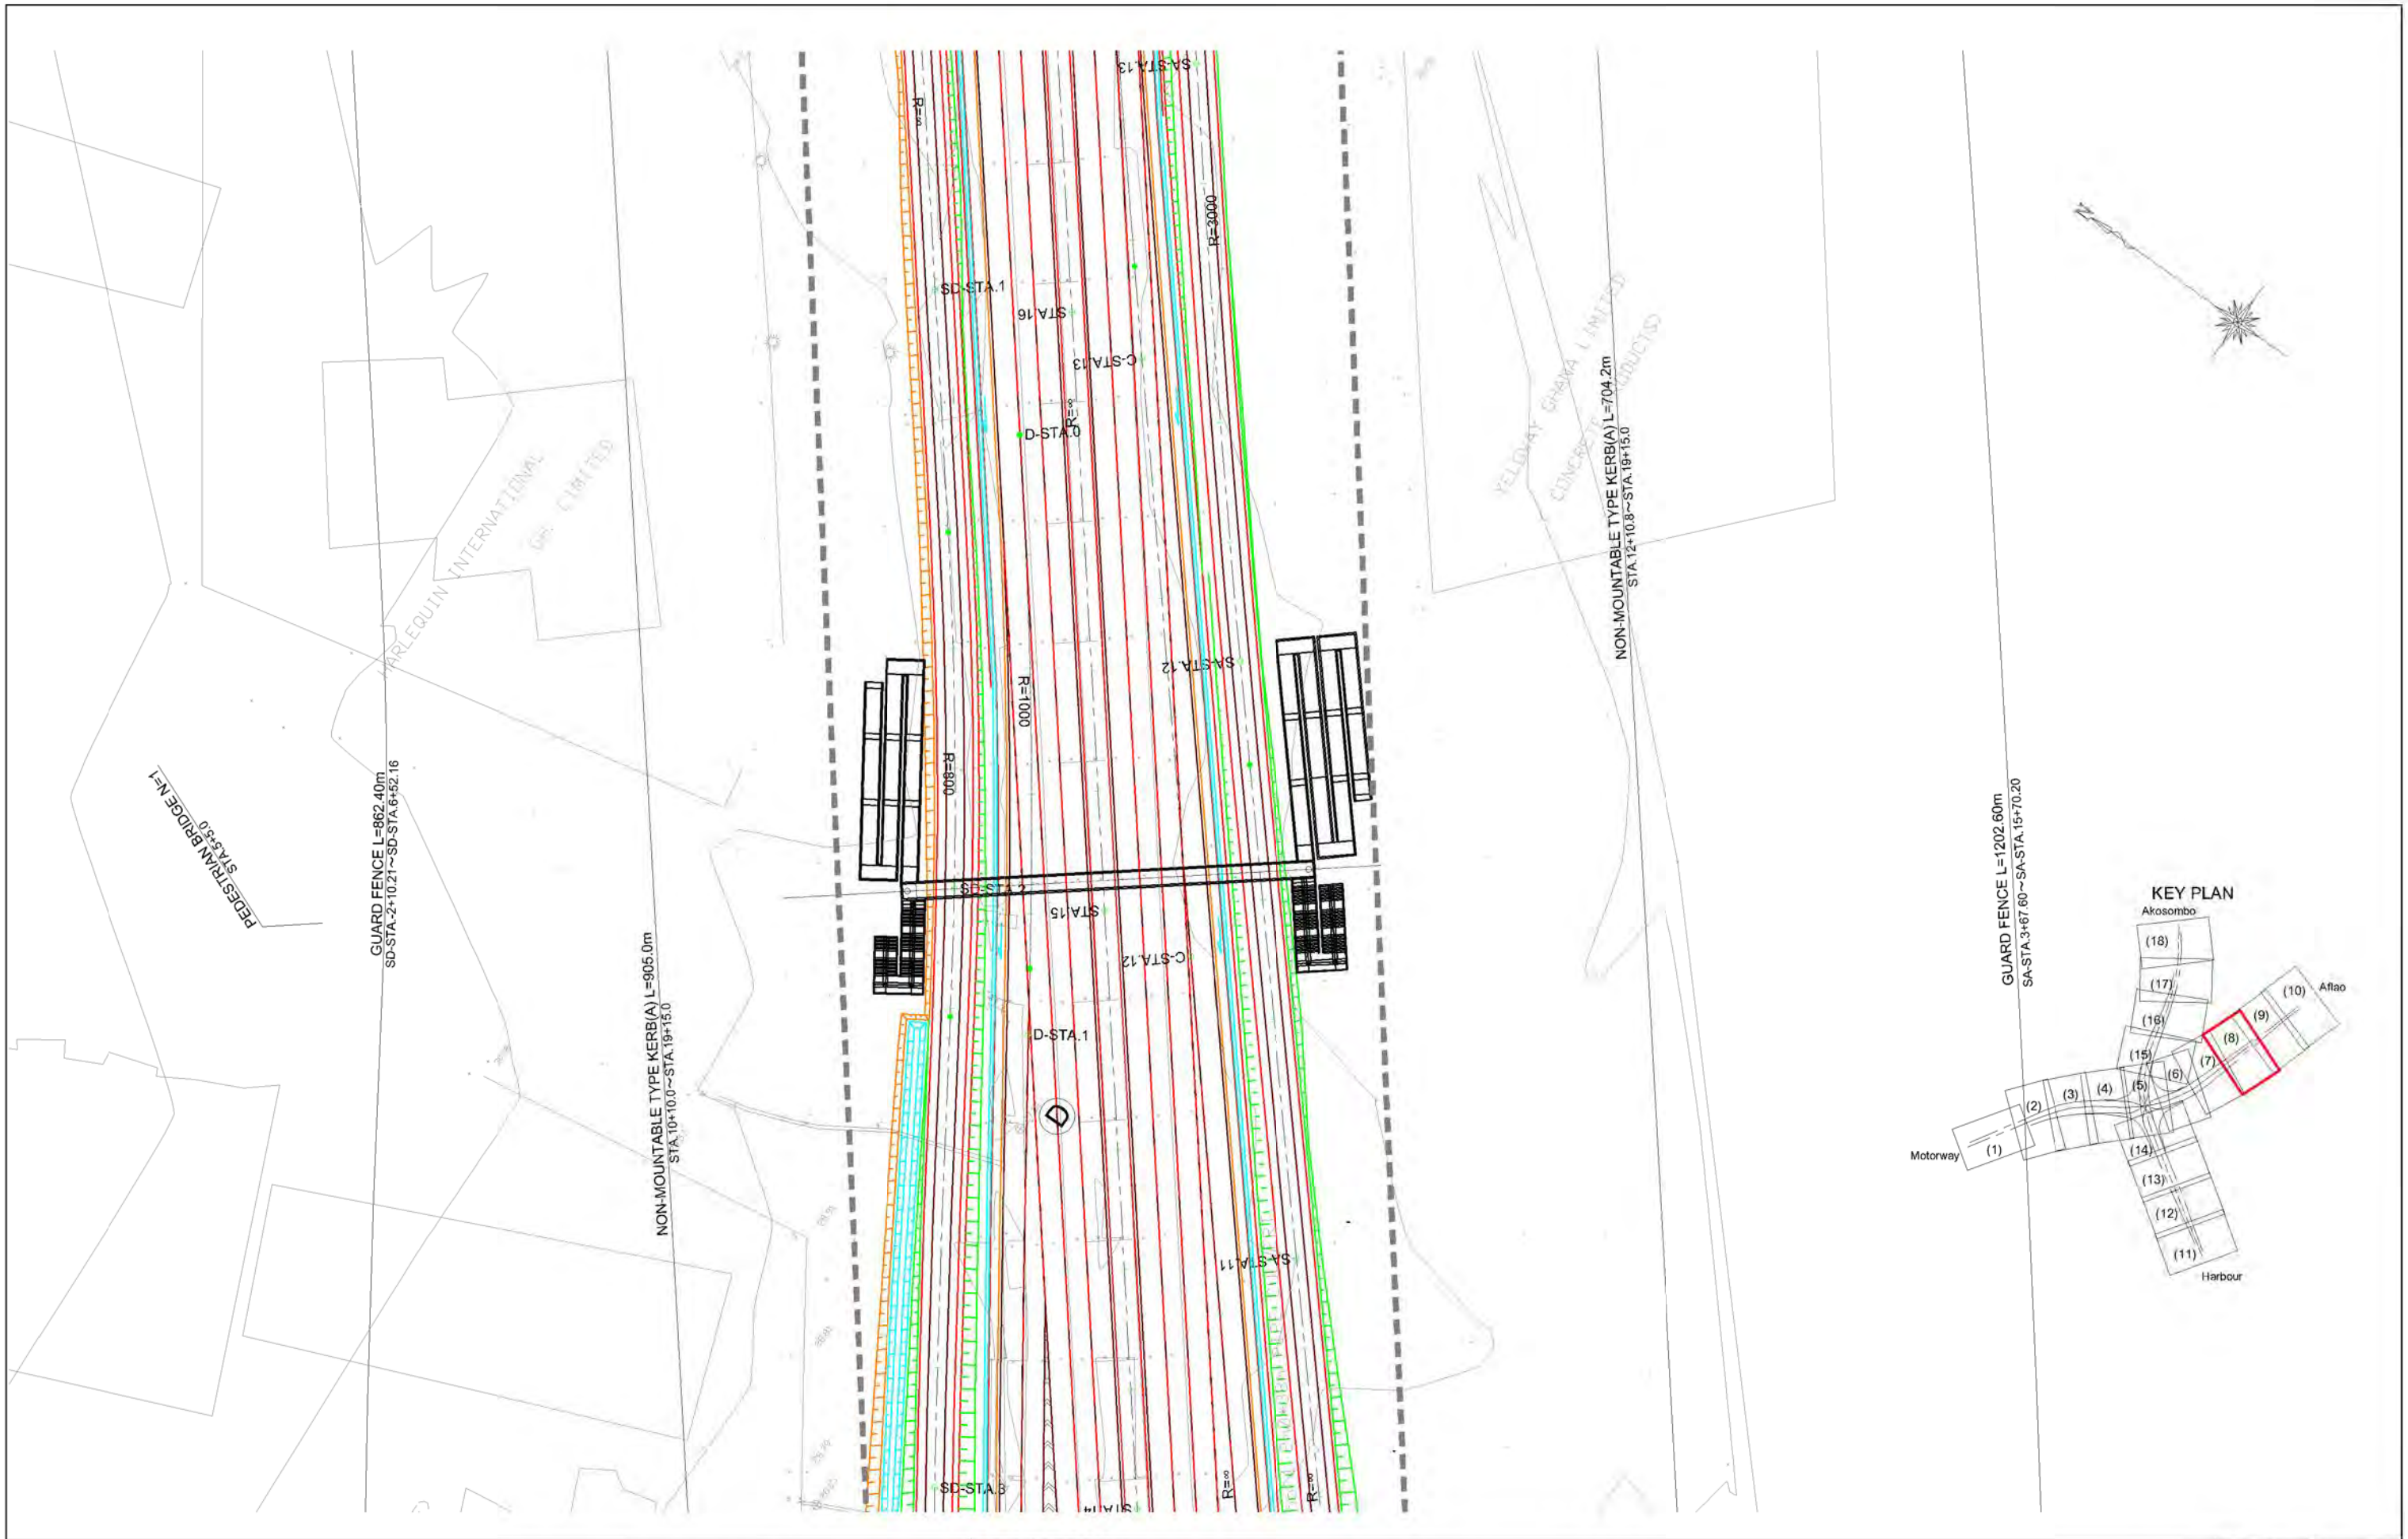 PEDESTRIAN BRIDGE N=1
STA.5+5.0
GUARD FENCE L=862.40m
SD-STA.-2+10.21~SD-STA.6+52.16
NON-MOUNTABLE TYPE KERB(A) L=905.0m
STA.10+10.0~STA.19+15.0
HARLEQUIN INTERNATIONAL
GH. LIMITED
R=∞
SD-STA.1
D-STA.0
R=800
R=1000
SD-STA.2
D-STA.1
D
SD-STA.3
SA-STA.13
R=3000
STA.16
C-STA.13
R=∞
SA-STA.12
STA.15
C-STA.12
SA-STA.11
STA.14
R=∞
R=∞
YELOWAY GHANA LIMITED
NON-MOUNTABLE TYPE KERB(A) L=704.2m
STA.12+10.8~STA.19+15.0
GUARD FENCE L=1202.60m
SA-STA.3+67.60~SA-STA.15+70.20
N
KEY PLAN
Akosombo
(18)
(17)
(16)
(15)
(10)
Aflao
(9)
(8)
(7)
(6)
(5)
(4)
(3)
(2)
(1)
Motorway
(14)
(13)
(12)
(11)
Harbour